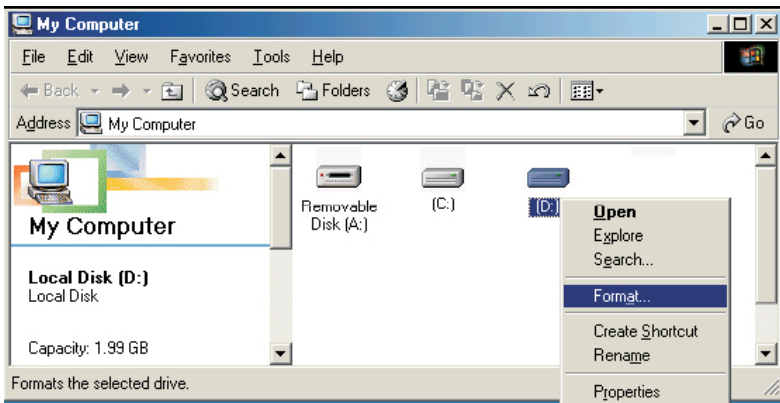 My Computer
File Edit View Favorites Tools Help
Back Search Folders
Address My Computer Go
My Computer
Local Disk (D:)
Local Disk
Capacity: 1.99 GB
Removable
Disk (A:)
(C:)
(D:)
Open
Explore
Search...
Format...
Create Shortcut
Rename
Properties
Formats the selected drive.